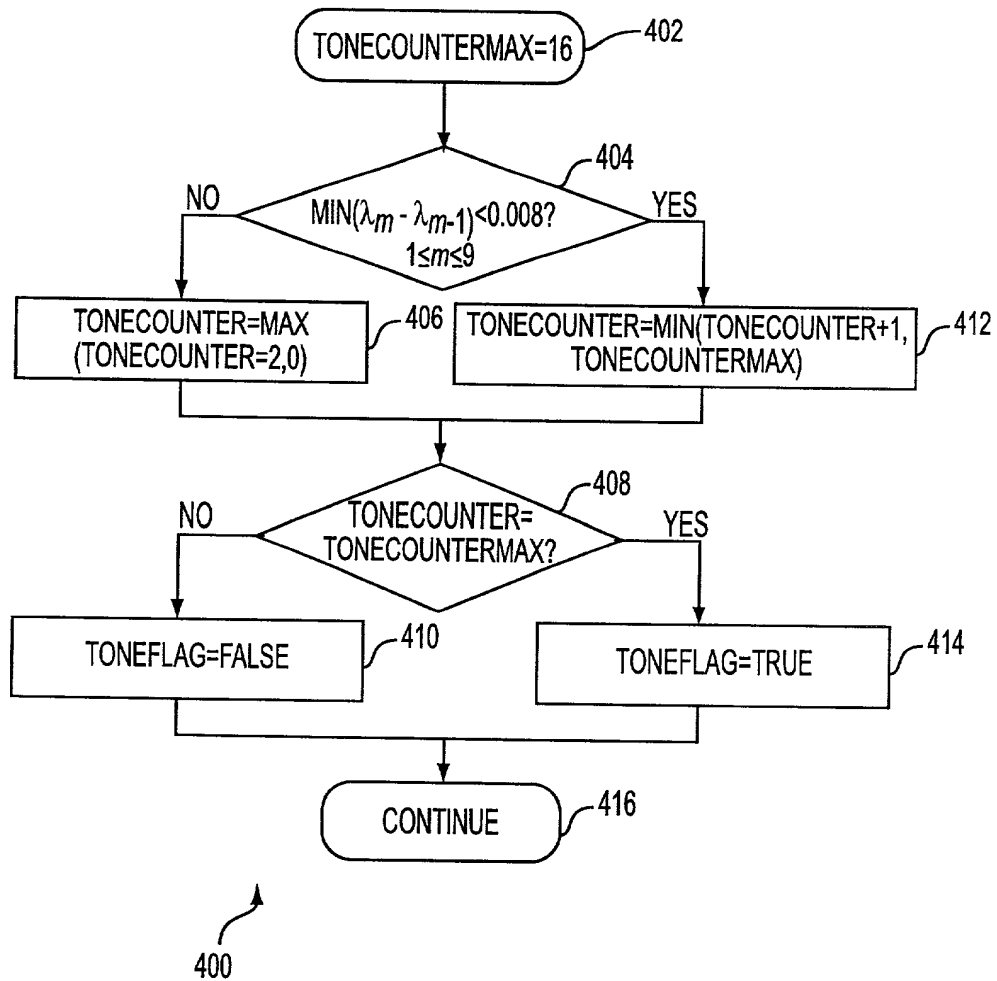 TONECOUNTERMAX=16
402
404
NO
YES
MIN(λm - λm-1)<0.008?
1≤m≤9
TONECOUNTER=MAX
(TONECOUNTER=2,0)
406
TONECOUNTER=MIN(TONECOUNTER+1,
TONECOUNTERMAX)
412
408
NO
YES
TONECOUNTER=
TONECOUNTERMAX?
TONEFLAG=FALSE
410
TONEFLAG=TRUE
414
CONTINUE
416
400